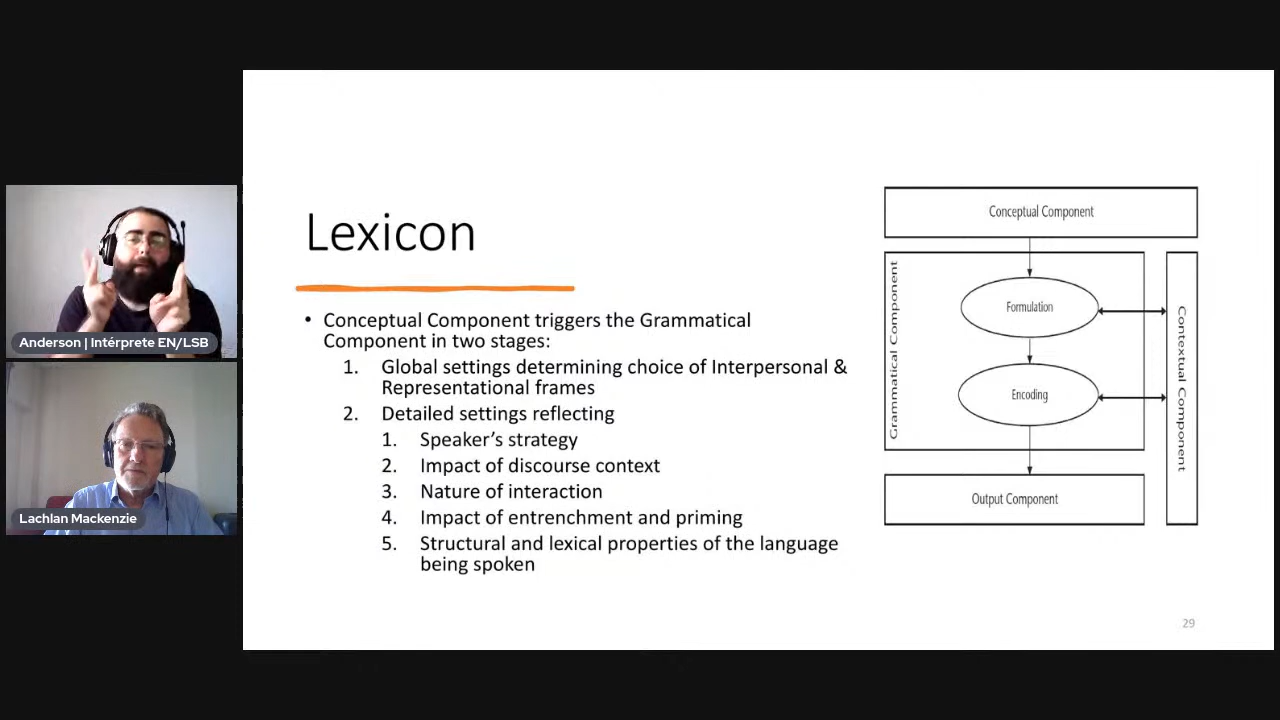 Anderson | Intérprete EN/LSB
Lachlan Mackenzie
Lexicon
• Conceptual Component triggers the Grammatical
Component in two stages:
1. Global settings determining choice of Interpersonal &
Representational frames
2. Detailed settings reflecting
1. Speaker’s strategy
2. Impact of discourse context
3. Nature of interaction
4. Impact of entrenchment and priming
5. Structural and lexical properties of the language
being spoken
Conceptual Component
Grammatical Component
Formulation
Encoding
Contextual Component
Output Component
29